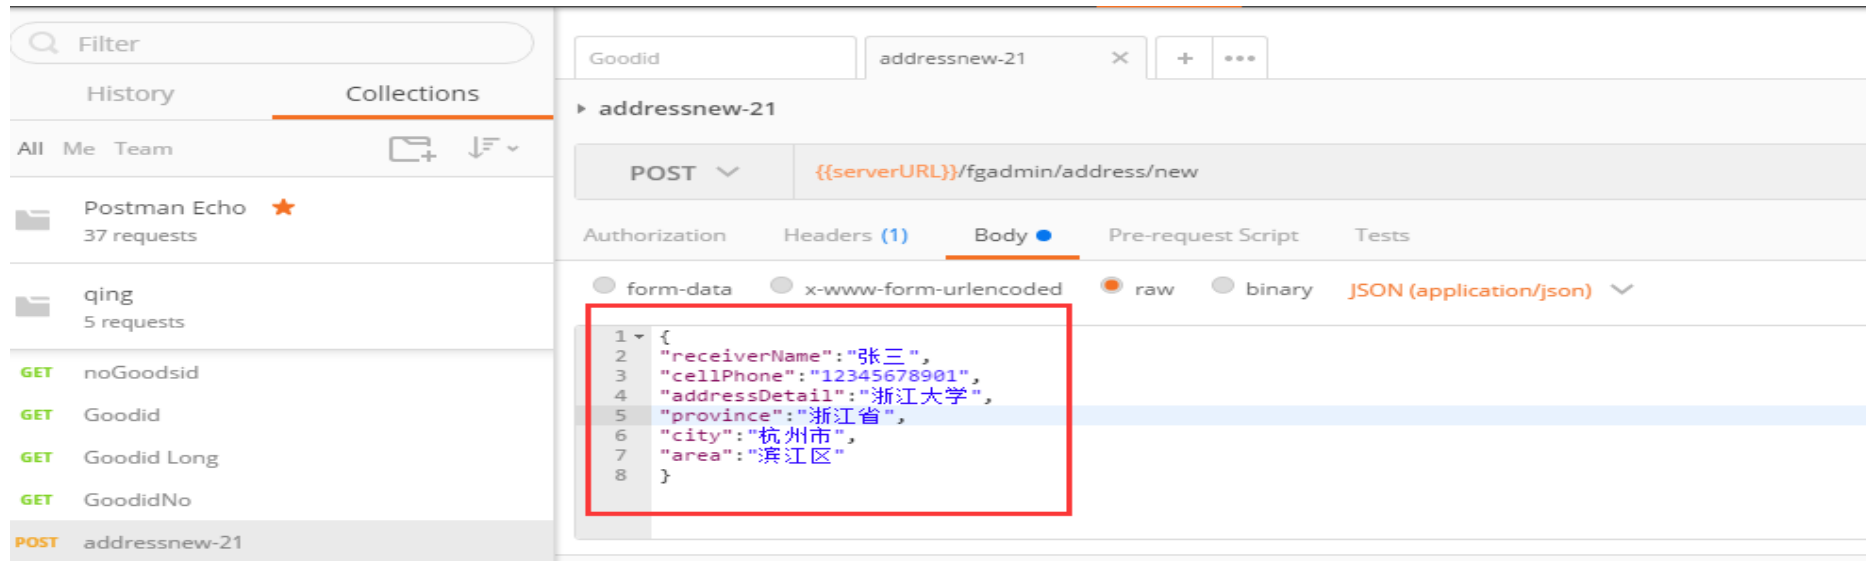 Filter
History
Collections
All Me Team
Postman Echo
37 requests
qing
5 requests
GET noGoodsid
GET Goodid
GET Goodid Long
GET GoodidNo
POST addressnew-21
Goodid
addressnew-21
addressnew-21
POST
{{serverURL}}/fgadmin/address/new
Authorization Headers (1) Body Pre-request Script Tests
form-data x-www-form-urlencoded raw binary JSON (application/json)
1 {
2 "receiverName":"张三",
3 "cellPhone":"12345678901",
4 "addressDetail":"浙江大学",
5 "province":"浙江省",
6 "city":"杭州市",
7 "area":"滨江区"
8 }